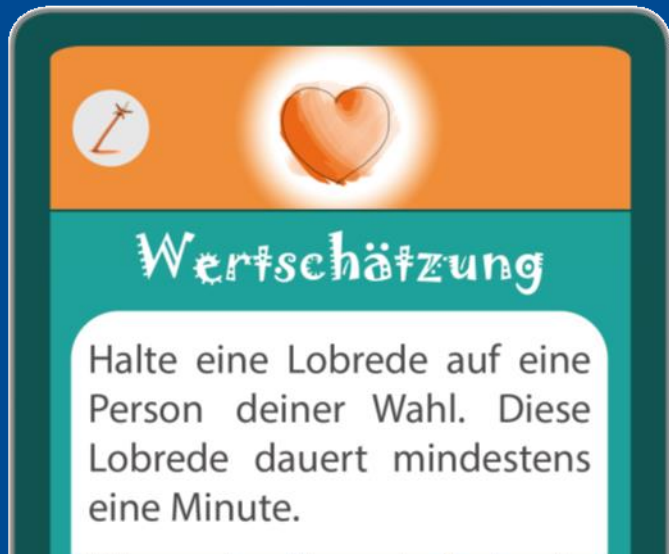 Wertschätzung
Halte eine Lobrede auf eine
Person deiner Wahl. Diese
Lobrede dauert mindestens
eine Minute.